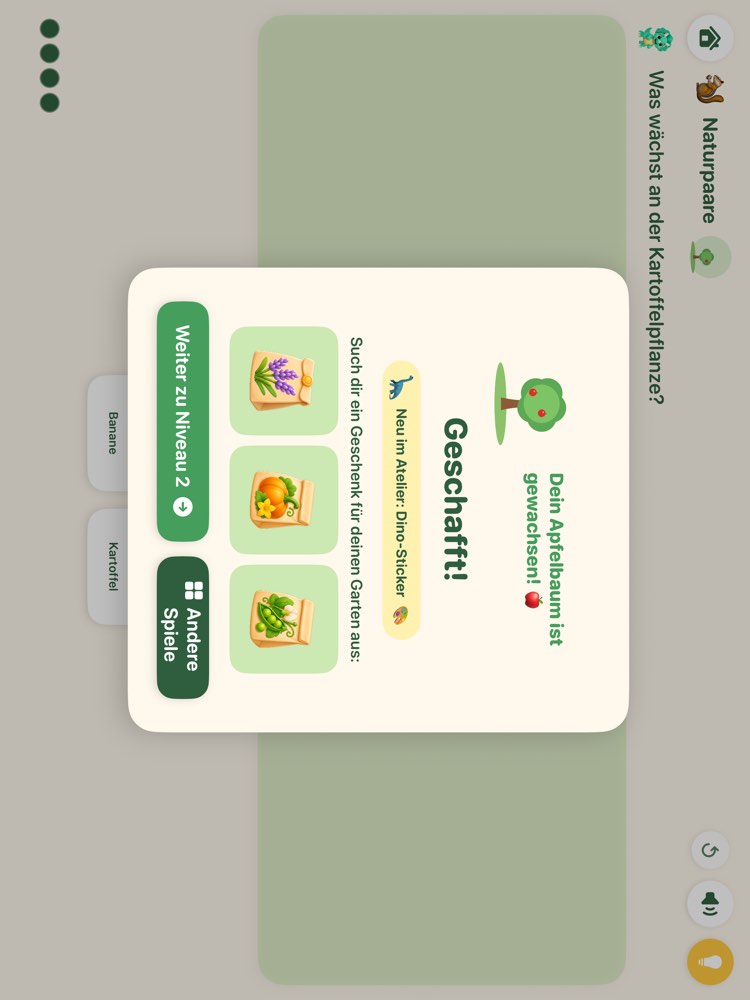 Naturpaare
Was wächst an der Kartoffelpflanze?
Dein Apfelbaum ist
gewachsen!
Geschafft!
Neu im Atelier: Dino-Sticker
Such dir ein Geschenk für deinen Garten aus:
Weiter zu Niveau 2
Andere
Spiele
Banane
Kartoffel